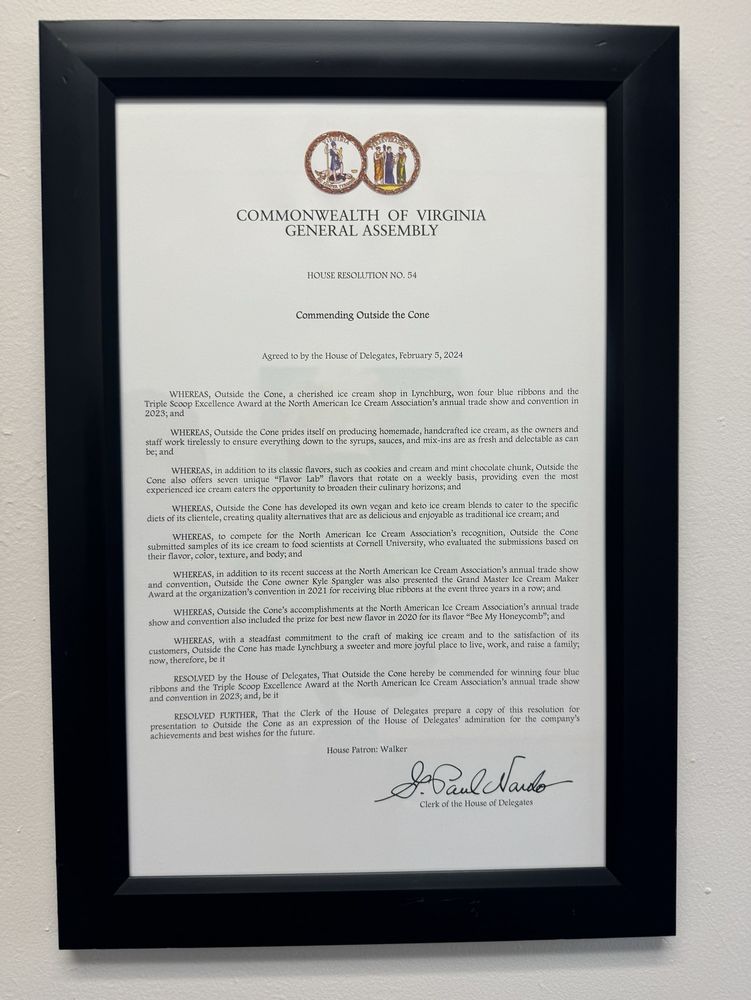 VIRGINIA
PERSEVERANDO
COMMONWEALTH OF VIRGINIA
GENERAL ASSEMBLY
HOUSE RESOLUTION NO. 54
Commending Outside the Cone
Agreed to by the House of Delegates, February 5, 2024
WHEREAS, Outside the Cone, a cherished ice cream shop in Lynchburg, won four blue ribbons and the
Triple Scoop Excellence Award at the North American Ice Cream Association's annual trade show and convention in
2023; and
WHEREAS, Outside the Cone prides itself on producing homemade, handcrafted ice cream, as the owners and
staff work tirelessly to ensure everything down to the syrups, sauces, and mix-ins are as fresh and delectable as can
be; and
WHEREAS, in addition to its classic flavors, such as cookies and cream and mint chocolate chunk, Outside the
Cone also offers seven unique "Flavor Lab" flavors that rotate on a weekly basis, providing even the most
experienced ice cream eaters the opportunity to broaden their culinary horizons; and
WHEREAS, Outside the Cone has developed its own vegan and keto ice cream blends to cater to the specific
diets of its clientele, creating quality alternatives that are as delicious and enjoyable as traditional ice cream; and
WHEREAS, to compete for the North American Ice Cream Association's recognition, Outside the Cone
submitted samples of its ice cream to food scientists at Cornell University, who evaluated the submissions based on
their flavor, color, texture, and body; and
WHEREAS, in addition to its recent success at the North American Ice Cream Association's annual trade show
and convention, Outside the Cone owner Kyle Spangler was also presented the Grand Master Ice Cream Maker
Award at the organization's convention in 2021 for receiving blue ribbons at the event three years in a row; and
WHEREAS, Outside the Cone's accomplishments at the North American Ice Cream Association's annual trade
show and convention also included the prize for best new flavor in 2020 for its flavor "Bee My Honeycomb"; and
WHEREAS, with a steadfast commitment to the craft of making ice cream and to the satisfaction of its
customers, Outside the Cone has made Lynchburg a sweeter and more joyful place to live, work, and raise a family;
now, therefore, be it
RESOLVED by the House of Delegates, That Outside the Cone hereby be commended for winning four blue
ribbons and the Triple Scoop Excellence Award at the North American Ice Cream Association's annual trade show
and convention in 2023; and, be it
RESOLVED FURTHER, That the Clerk of the House of Delegates prepare a copy of this resolution for
presentation to Outside the Cone as an expression of the House of Delegates' admiration for the company's
achievements and best wishes for the future.
House Patron: Walker
G. Paul Nardo
Clerk of the House of Delegates